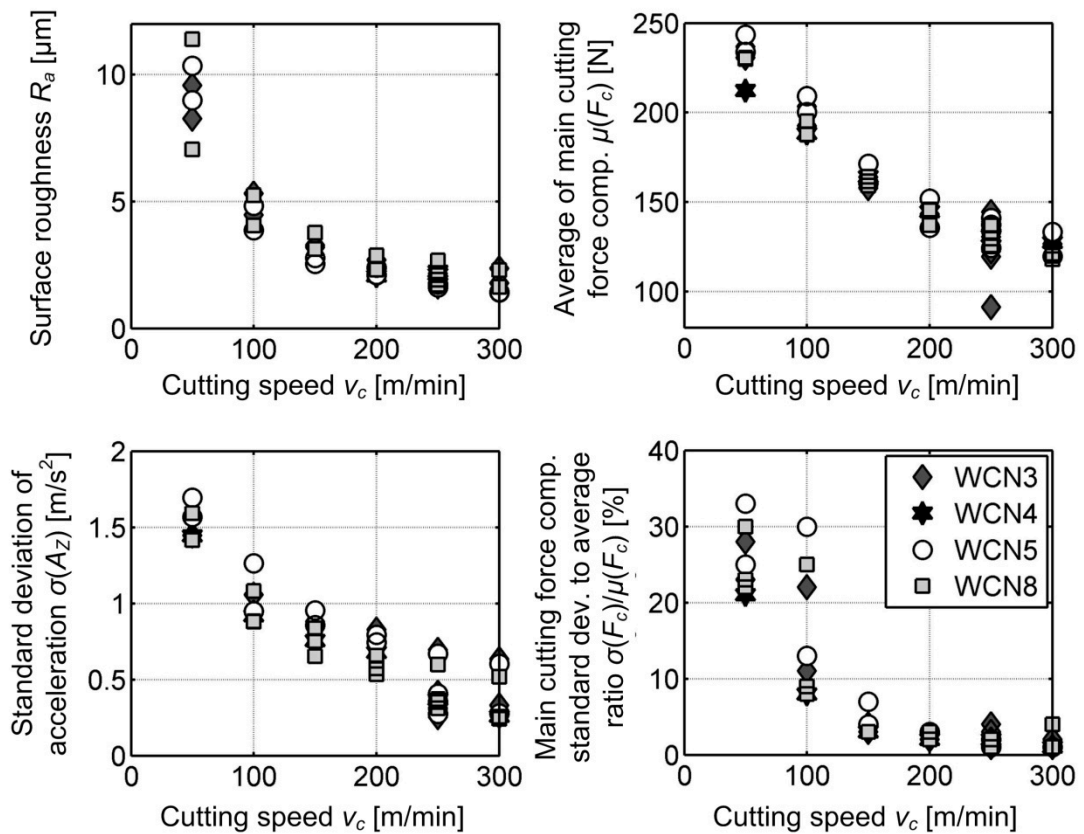 Surface roughness Ra [µm]
10
5
0
0 100 200 300
Cutting speed vc [m/min]
Average of main cutting
force comp. µ(Fc) [N]
250
200
150
100
0 100 200 300
Cutting speed vc [m/min]
Standard deviation of
acceleration σ(AZ) [m/s²]
2
1.5
1
0.5
0
0 100 200 300
Cutting speed vc [m/min]
Main cutting force comp.
standard dev. to average
ratio σ(Fc)/µ(Fc) [%]
40
30
20
10
0
0 100 200 300
Cutting speed vc [m/min]
WCN3
WCN4
WCN5
WCN8